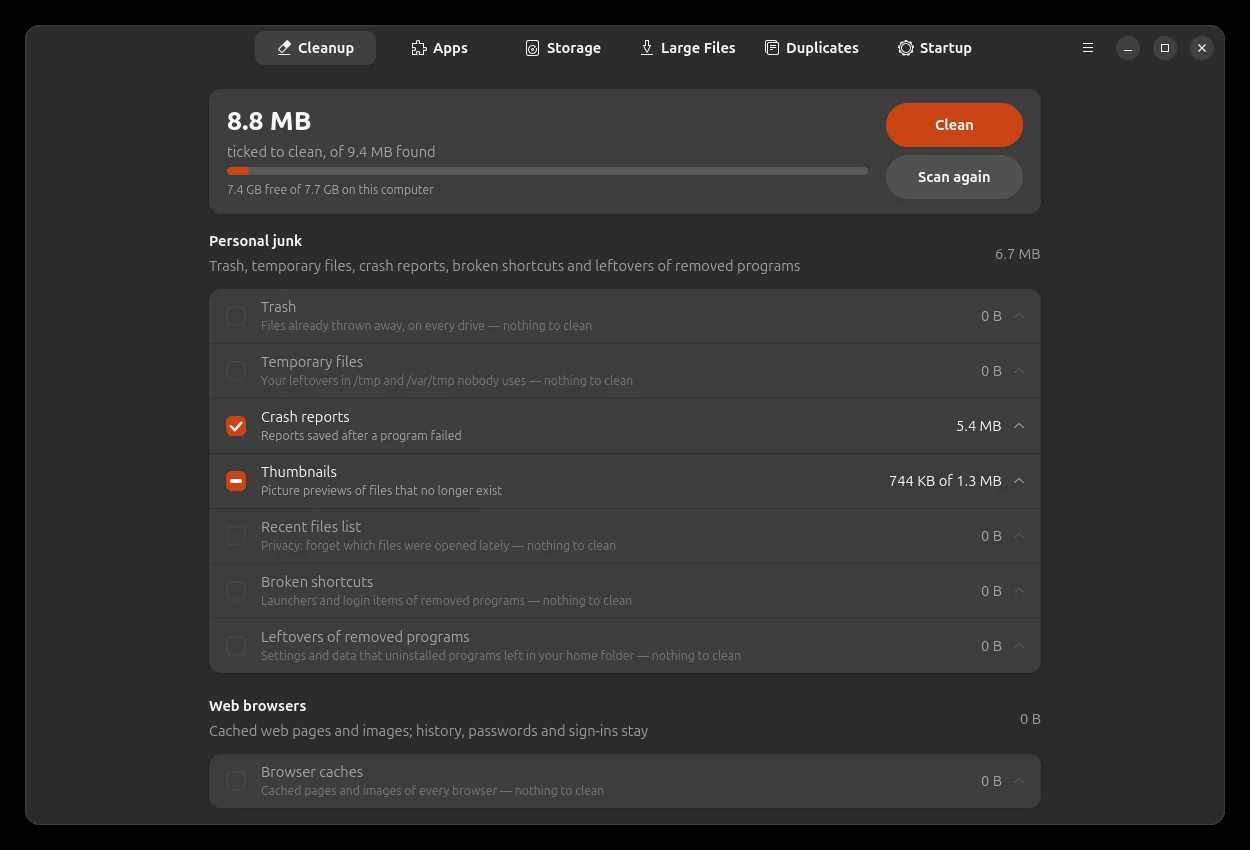 Cleanup
Apps
Storage
Large Files
Duplicates
Startup
8.8 MB
ticked to clean, of 9.4 MB found
7.4 GB free of 7.7 GB on this computer
Clean
Scan again
Personal junk
Trash, temporary files, crash reports, broken shortcuts and leftovers of removed programs
6.7 MB
Trash
Files already thrown away, on every drive — nothing to clean
0 B
Temporary files
Your leftovers in /tmp and /var/tmp nobody uses — nothing to clean
0 B
Crash reports
Reports saved after a program failed
5.4 MB
Thumbnails
Picture previews of files that no longer exist
744 KB of 1.3 MB
Recent files list
Privacy: forget which files were opened lately — nothing to clean
0 B
Broken shortcuts
Launchers and login items of removed programs — nothing to clean
0 B
Leftovers of removed programs
Settings and data that uninstalled programs left in your home folder — nothing to clean
0 B
Web browsers
Cached web pages and images; history, passwords and sign-ins stay
0 B
Browser caches
Cached pages and images of every browser — nothing to clean
0 B